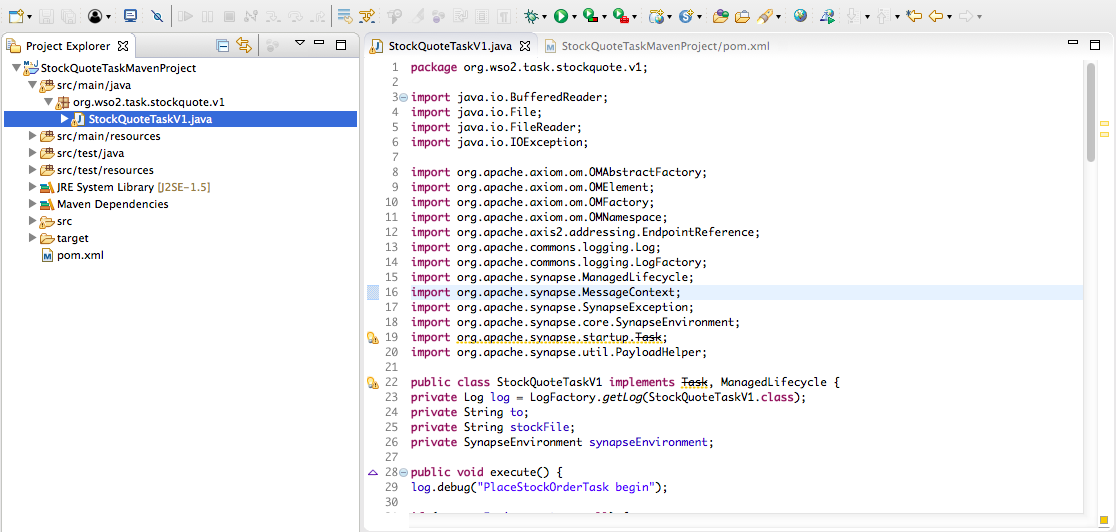 Project Explorer
StockQuoteTaskMavenProject
src/main/java
org.wso2.task.stockquote.v1
StockQuoteTaskV1.java
src/main/resources
src/test/java
src/test/resources
JRE System Library [J2SE-1.5]
Maven Dependencies
src
target
pom.xml
StockQuoteTaskV1.java
StockQuoteTaskMavenProject/pom.xml
1 package org.wso2.task.stockquote.v1;
2
3 import java.io.BufferedReader;
4 import java.io.File;
5 import java.io.FileReader;
6 import java.io.IOException;
7
8 import org.apache.axiom.om.OMAbstractFactory;
9 import org.apache.axiom.om.OMElement;
10 import org.apache.axiom.om.OMFactory;
11 import org.apache.axiom.om.OMNamespace;
12 import org.apache.axis2.addressing.EndpointReference;
13 import org.apache.commons.logging.Log;
14 import org.apache.commons.logging.LogFactory;
15 import org.apache.synapse.ManagedLifecycle;
16 import org.apache.synapse.MessageContext;
17 import org.apache.synapse.SynapseException;
18 import org.apache.synapse.core.SynapseEnvironment;
19 import org.apache.synapse.startup.Task;
20 import org.apache.synapse.util.PayloadHelper;
21
22 public class StockQuoteTaskV1 implements Task, ManagedLifecycle {
23 private Log log = LogFactory.getLog(StockQuoteTaskV1.class);
24 private String to;
25 private String stockFile;
26 private SynapseEnvironment synapseEnvironment;
27
28 public void execute() {
29 log.debug("PlaceStockOrderTask begin");
30